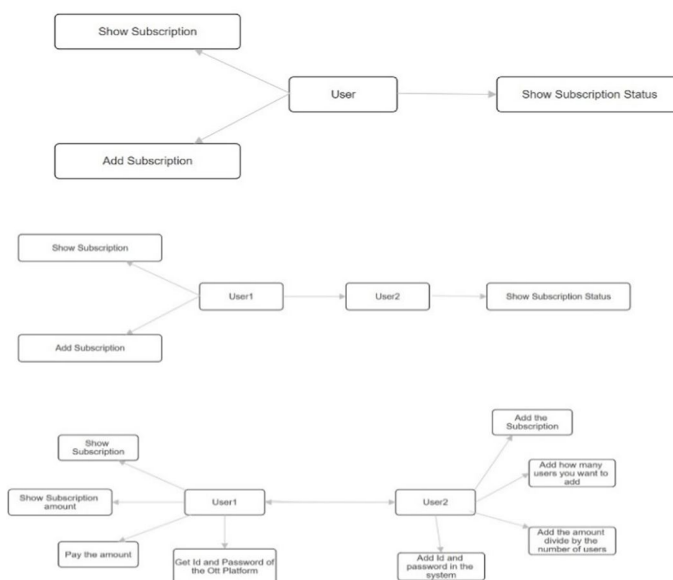 Show Subscription
User
Show Subscription Status
Add Subscription
Show Subscription
User1
User2
Show Subscription Status
Add Subscription
Add the
Subscription
Show
Subscription
Add how many
users you want to
add
Show Subscription
amount
User1
User2
Pay the amount
Get Id and Password of
the Ott Platform
Add Id and
password in the
system
Add the amount
divide by the
number of users